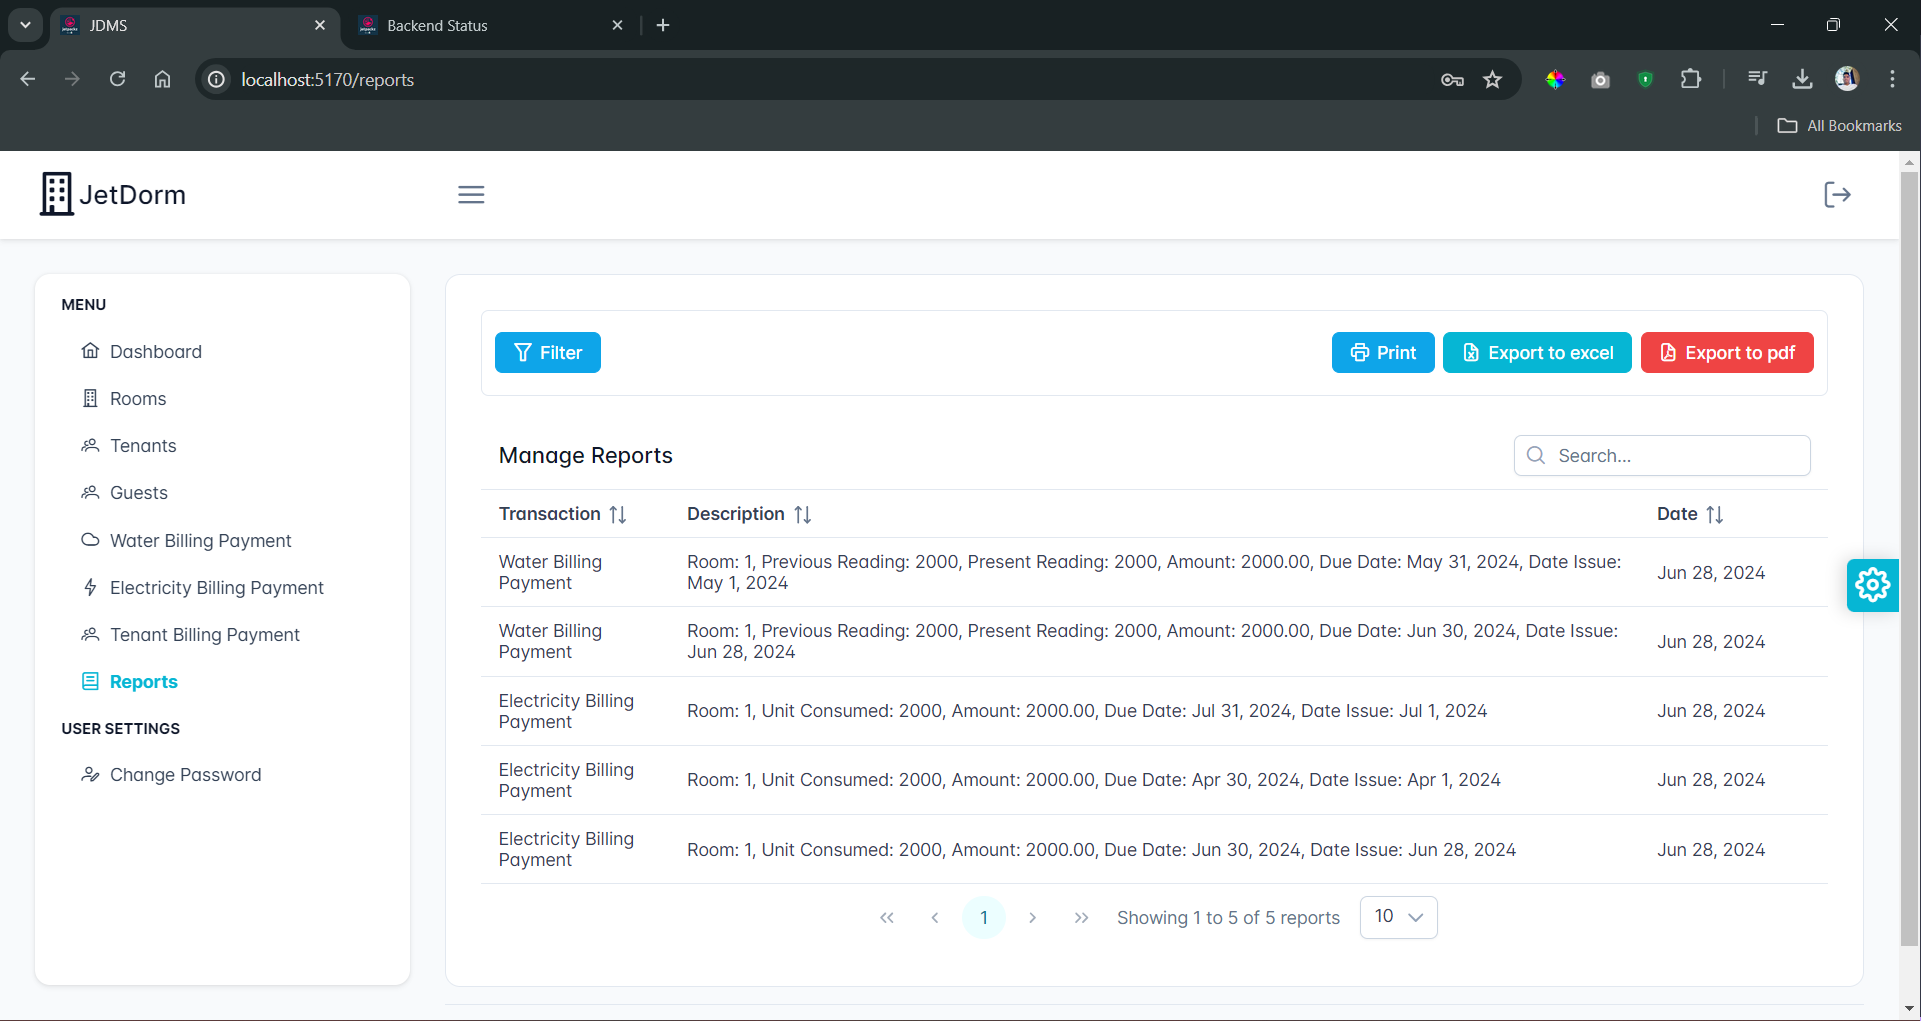 JDMS
Backend Status
localhost:5170/reports
All Bookmarks
JetDorm
MENU
Dashboard
Rooms
Tenants
Guests
Water Billing Payment
Electricity Billing Payment
Tenant Billing Payment
Reports
USER SETTINGS
Change Password
Filter
Print
Export to excel
Export to pdf
Manage Reports
Search...
Transaction
Description
Date
Water Billing
Payment
Room: 1, Previous Reading: 2000, Present Reading: 2000, Amount: 2000.00, Due Date: May 31, 2024, Date Issue:
May 1, 2024
Jun 28, 2024
Water Billing
Payment
Room: 1, Previous Reading: 2000, Present Reading: 2000, Amount: 2000.00, Due Date: Jun 30, 2024, Date Issue:
Jun 28, 2024
Jun 28, 2024
Electricity Billing
Payment
Room: 1, Unit Consumed: 2000, Amount: 2000.00, Due Date: Jul 31, 2024, Date Issue: Jul 1, 2024
Jun 28, 2024
Electricity Billing
Payment
Room: 1, Unit Consumed: 2000, Amount: 2000.00, Due Date: Apr 30, 2024, Date Issue: Apr 1, 2024
Jun 28, 2024
Electricity Billing
Payment
Room: 1, Unit Consumed: 2000, Amount: 2000.00, Due Date: Jun 30, 2024, Date Issue: Jun 28, 2024
Jun 28, 2024
1
Showing 1 to 5 of 5 reports
10